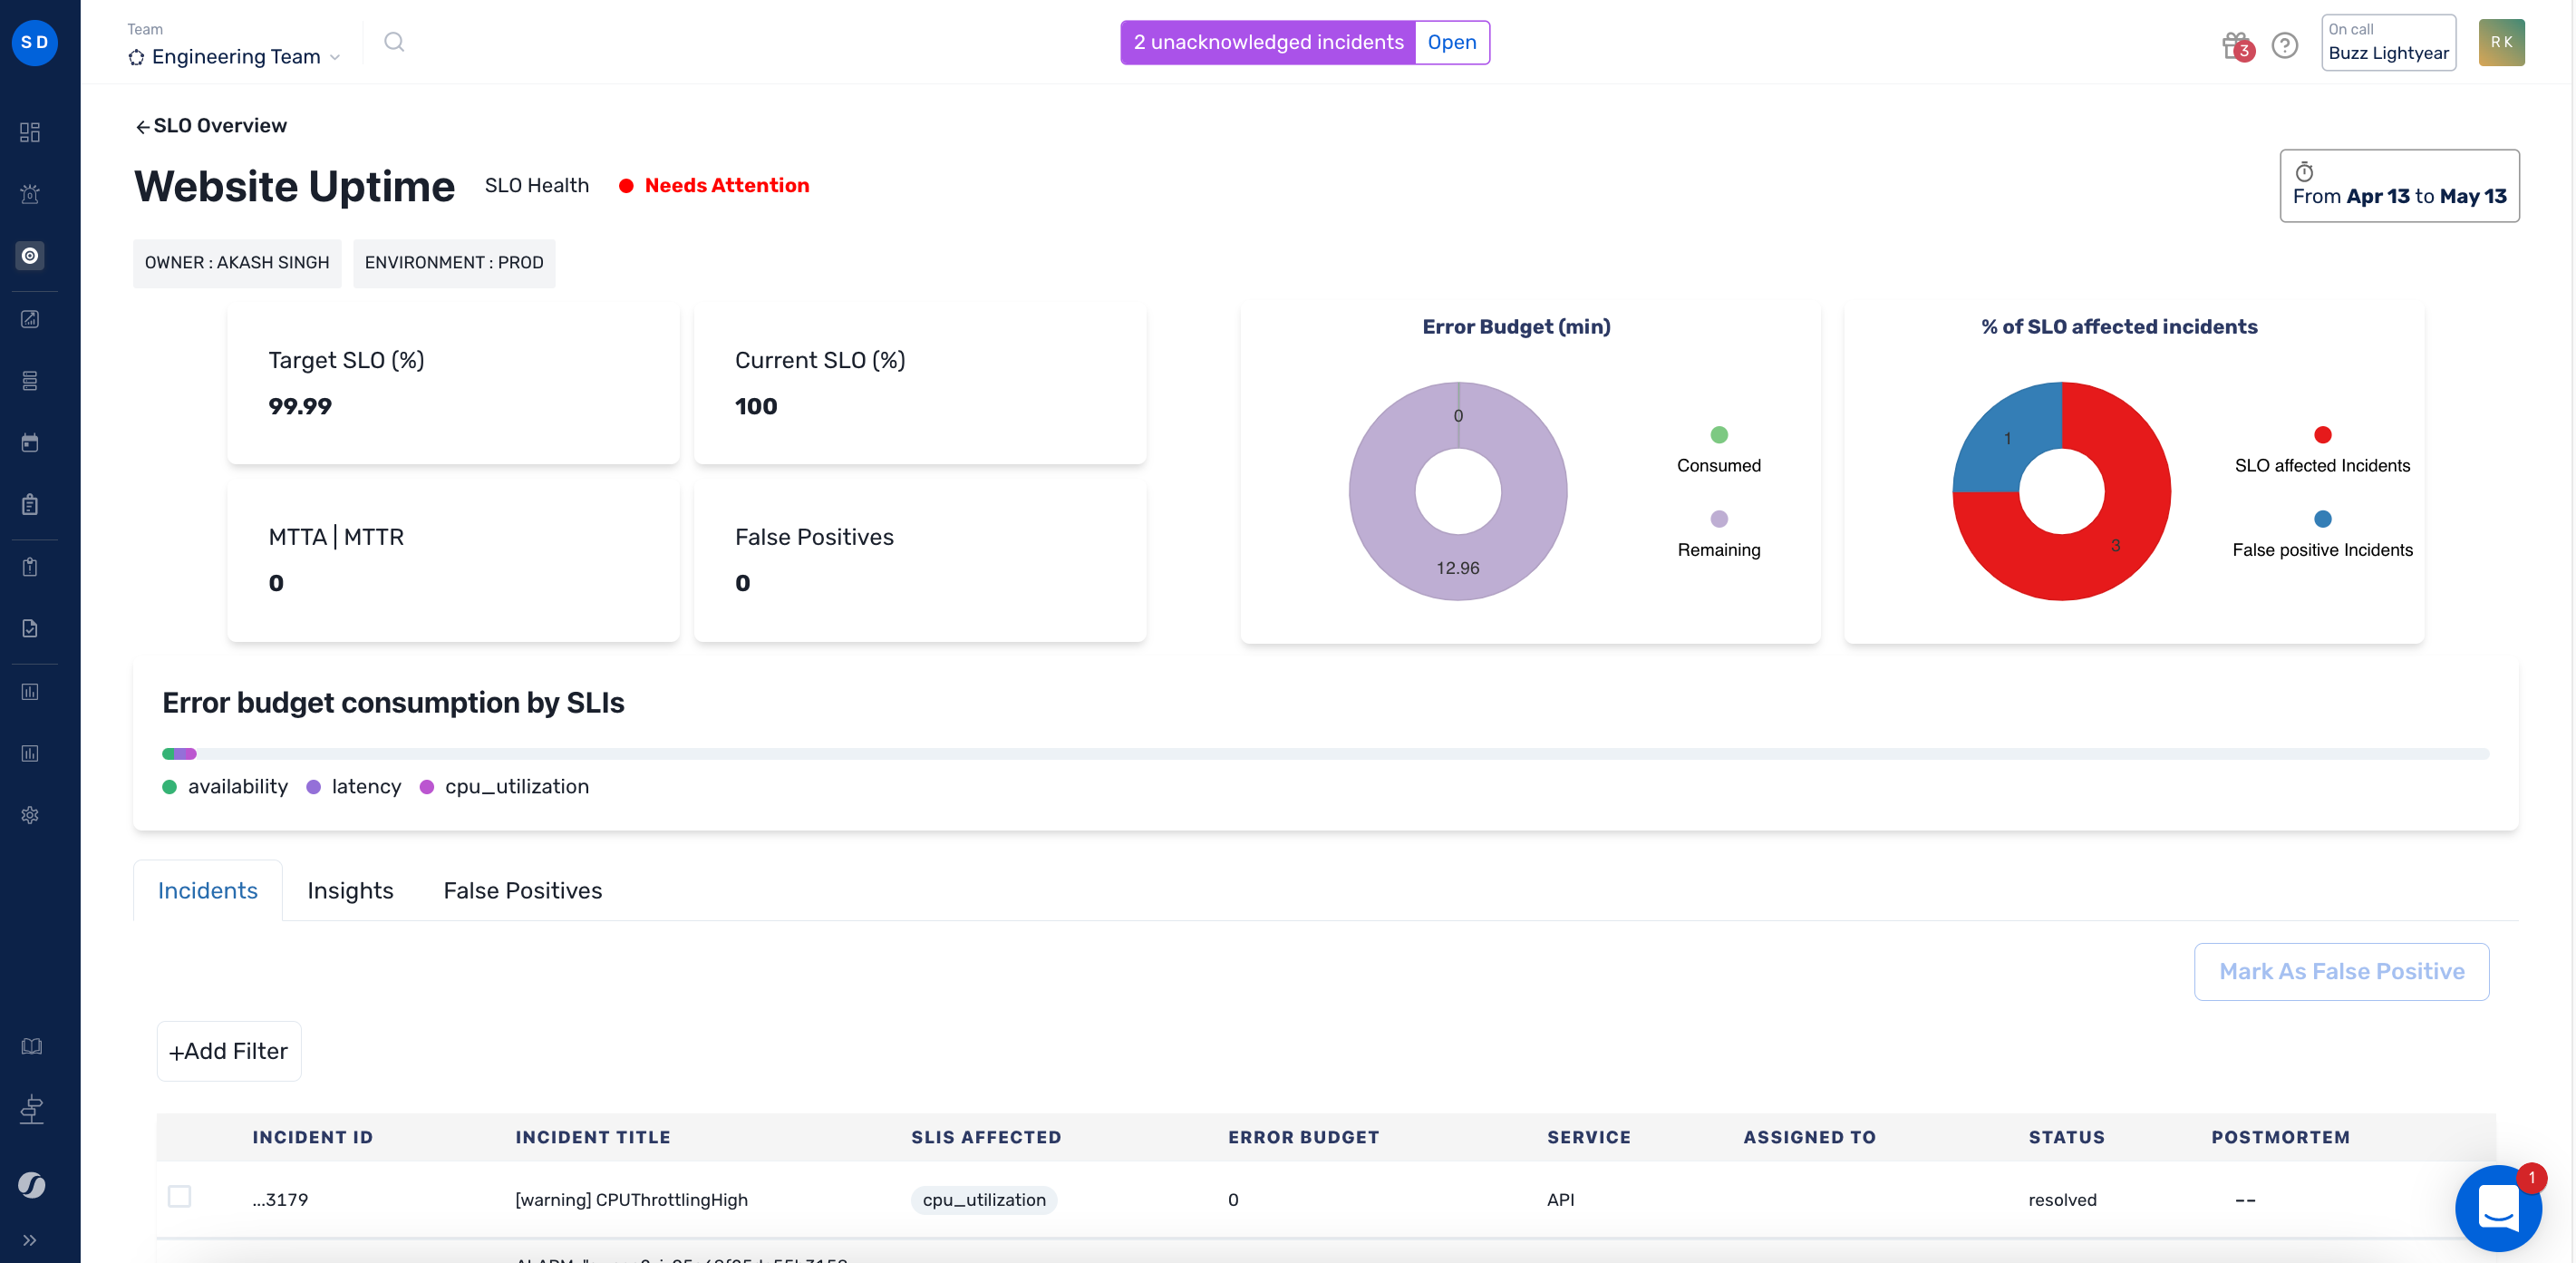 S D
Team
Engineering Team
2 unacknowledged incidents Open
3
On call
Buzz Lightyear
R K
SLO Overview
Website Uptime
SLO Health
Needs Attention
From Apr 13 to May 13
OWNER : AKASH SINGH
ENVIRONMENT : PROD
Target SLO (%)
99.99
Current SLO (%)
100
MTTA | MTTR
0
False Positives
0
Error Budget (min)
0
12.96
Consumed
Remaining
% of SLO affected incidents
1
3
SLO affected Incidents
False positive Incidents
Error budget consumption by SLIs
availability latency cpu_utilization
Incidents Insights False Positives
Mark As False Positive
+Add Filter
INCIDENT ID INCIDENT TITLE SLIS AFFECTED ERROR BUDGET SERVICE ASSIGNED TO STATUS POSTMORTEM
...3179 [warning] CPUThrottlingHigh cpu_utilization 0 API resolved --
1